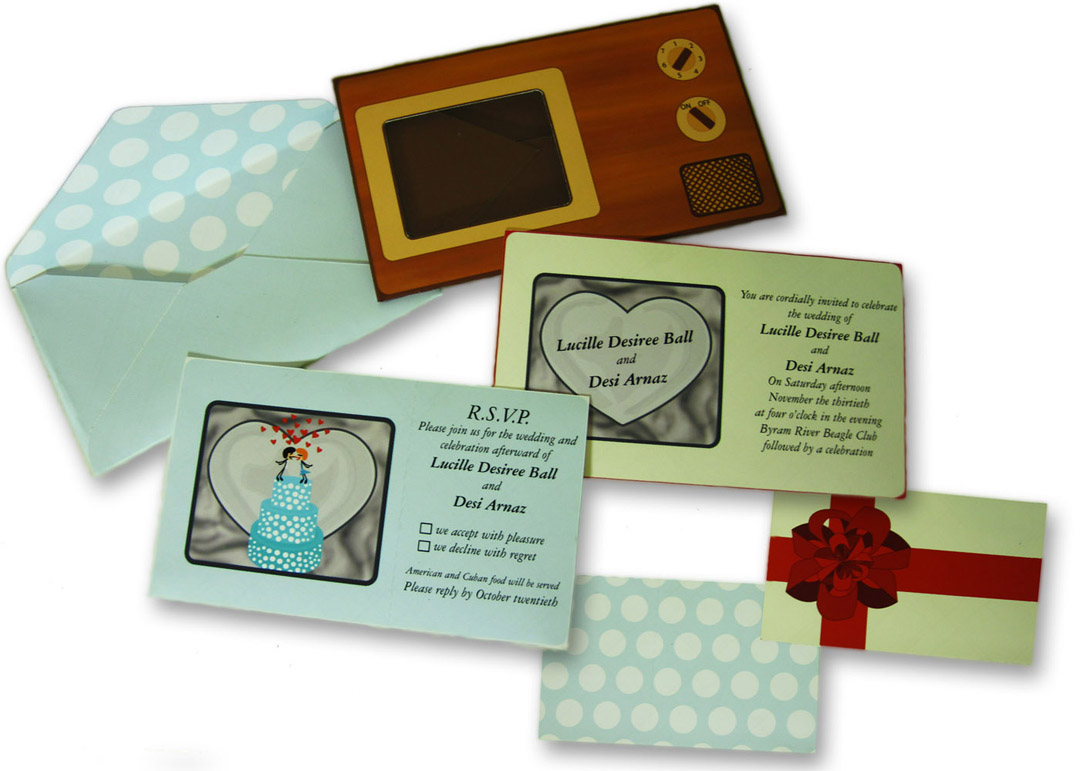 1 2 3 4 5 6 7
ON OFF
Lucille Desiree Ball
and
Desi Arnaz
You are cordially invited to celebrate
the wedding of
Lucille Desiree Ball
and
Desi Arnaz
On Saturday afternoon
November the thirtieth
at four o'clock in the evening
Byram River Beagle Club
followed by a celebration
R.S.V.P.
Please join us for the wedding and
celebration afterward of
Lucille Desiree Ball
and
Desi Arnaz
we accept with pleasure
we decline with regret
American and Cuban food will be served
Please reply by October twentieth